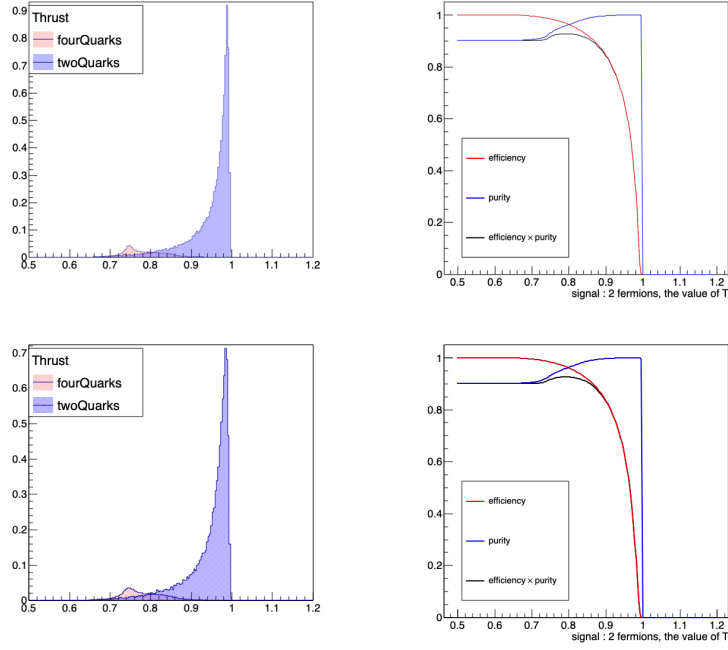 Thrust
fourQuarks
twoQuarks
0.9
0.8
0.7
0.6
0.5
0.4
0.3
0.2
0.1
0
0.5 0.6 0.7 0.8 0.9 1 1.1 1.2
1
0.8
0.6
0.4
0.2
0
efficiency
purity
efficiency × purity
0.5 0.6 0.7 0.8 0.9 1 1.1 1.2
signal : 2 fermions, the value of T
Thrust
fourQuarks
twoQuarks
0.7
0.6
0.5
0.4
0.3
0.2
0.1
0
0.5 0.6 0.7 0.8 0.9 1 1.1 1.2
1
0.8
0.6
0.4
0.2
0
efficiency
purity
efficiency × purity
0.5 0.6 0.7 0.8 0.9 1 1.1 1.2
signal : 2 fermions, the value of T